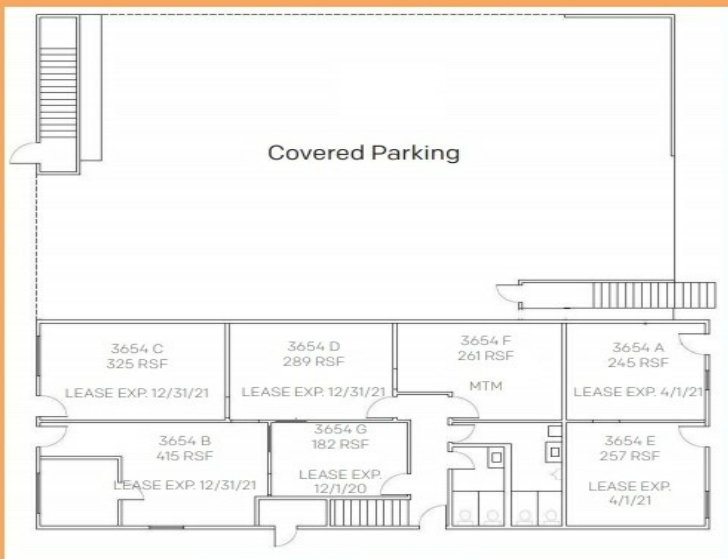 Covered Parking
3654 C
325 RSF
LEASE EXP. 12/31/21
3654 D
289 RSF
LEASE EXP. 12/31/21
3654 F
261 RSF
MTM
3654 A
245 RSF
LEASE EXP. 4/1/21
3654 B
415 RSF
LEASE EXP. 12/31/21
3654 G
182 RSF
LEASE EXP.
12/1/20
3654 E
257 RSF
LEASE EXP.
4/1/21